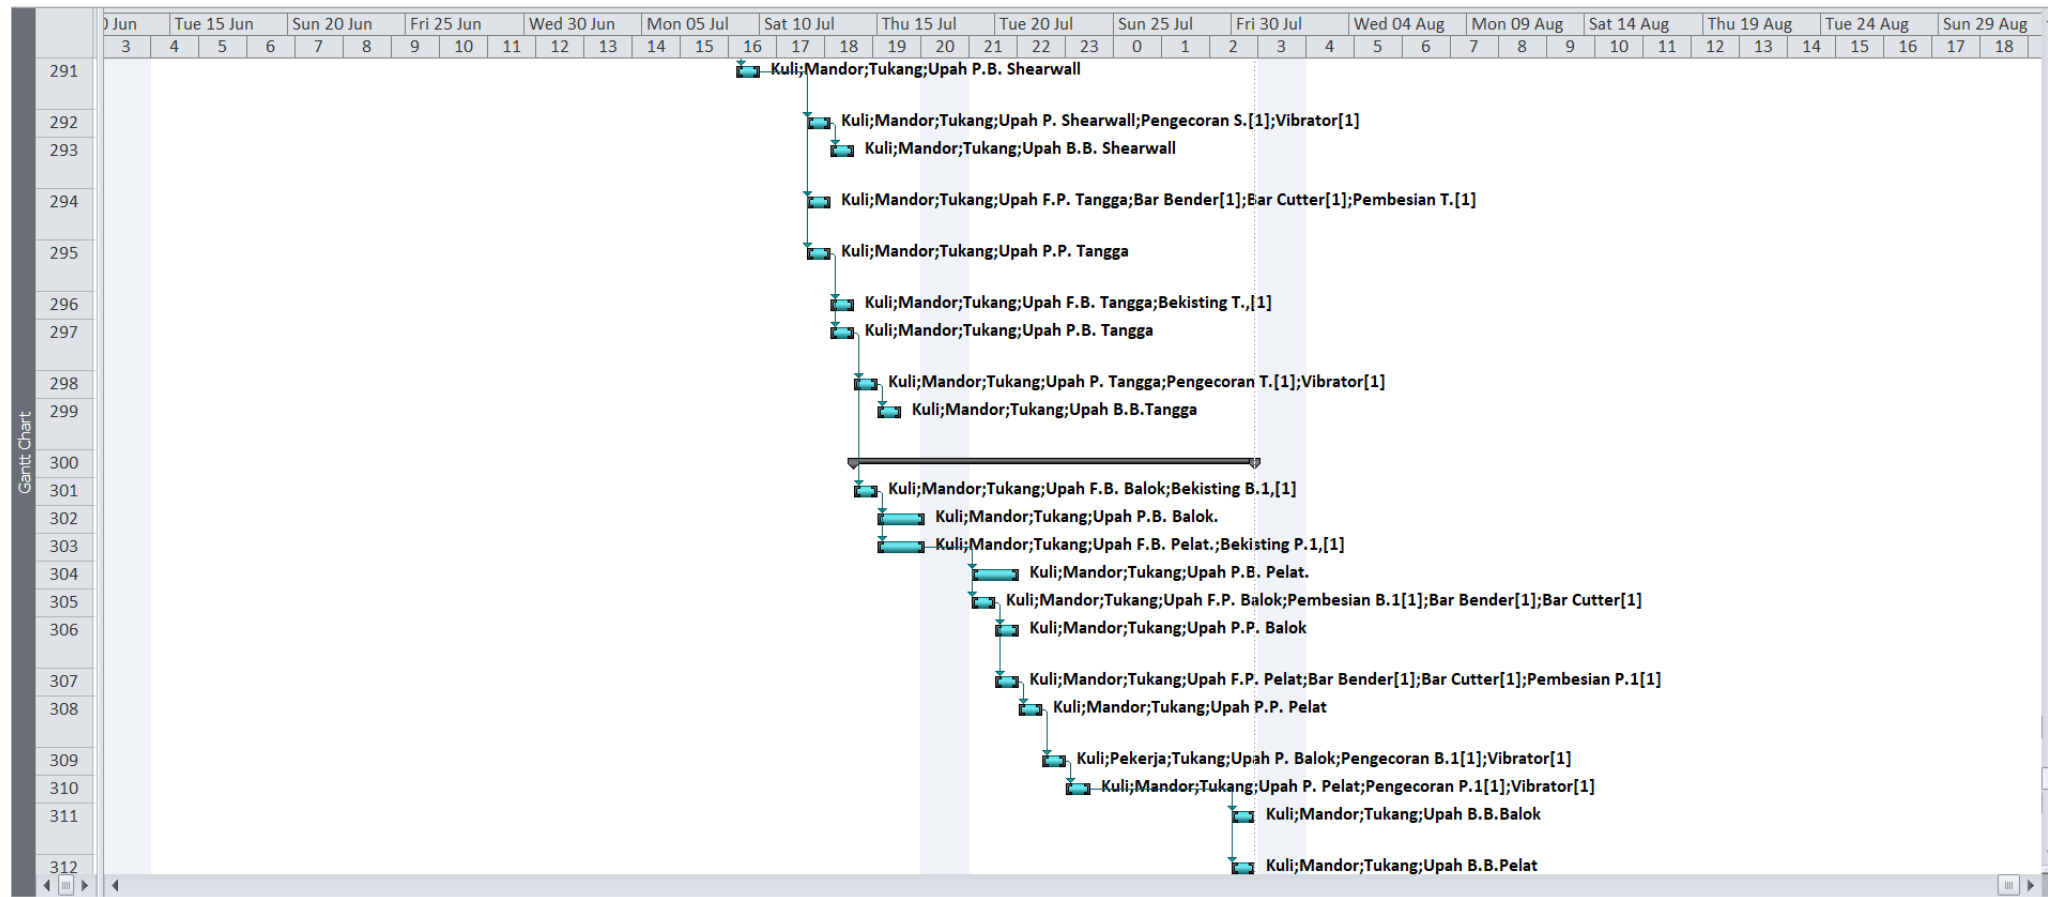 Jun Tue 15 Jun Sun 20 Jun Fri 25 Jun Wed 30 Jun Mon 05 Jul Sat 10 Jul Thu 15 Jul Tue 20 Jul Sun 25 Jul Fri 30 Jul Wed 04 Aug Mon 09 Aug Sat 14 Aug Thu 19 Aug Tue 24 Aug Sun 29 Aug
3 4 5 6 7 8 9 10 11 12 13 14 15 16 17 18 19 20 21 22 23 0 1 2 3 4 5 6 7 8 9 10 11 12 13 14 15 16 17 18
291 Kuli;Mandor;Tukang;Upah P.B. Shearwall
292 Kuli;Mandor;Tukang;Upah P. Shearwall;Pengecoran S.[1];Vibrator[1]
293 Kuli;Mandor;Tukang;Upah B.B. Shearwall
294 Kuli;Mandor;Tukang;Upah F.P. Tangga;Bar Bender[1];Bar Cutter[1];Pembesian T.[1]
295 Kuli;Mandor;Tukang;Upah P.P. Tangga
296 Kuli;Mandor;Tukang;Upah F.B. Tangga;Bekisting T.,[1]
297 Kuli;Mandor;Tukang;Upah P.B. Tangga
298 Kuli;Mandor;Tukang;Upah P. Tangga;Pengecoran T.[1];Vibrator[1]
299 Kuli;Mandor;Tukang;Upah B.B.Tangga
Gantt Chart
300
301 Kuli;Mandor;Tukang;Upah F.B. Balok;Bekisting B.1,[1]
302 Kuli;Mandor;Tukang;Upah P.B. Balok.
303 Kuli;Mandor;Tukang;Upah F.B. Pelat.;Bekisting P.1,[1]
304 Kuli;Mandor;Tukang;Upah P.B. Pelat.
305 Kuli;Mandor;Tukang;Upah F.P. Balok;Pembesian B.1[1];Bar Bender[1];Bar Cutter[1]
306 Kuli;Mandor;Tukang;Upah P.P. Balok
307 Kuli;Mandor;Tukang;Upah F.P. Pelat;Bar Bender[1];Bar Cutter[1];Pembesian P.1[1]
308 Kuli;Mandor;Tukang;Upah P.P. Pelat
309 Kuli;Pekerja;Tukang;Upah P. Balok;Pengecoran B.1[1];Vibrator[1]
310 Kuli;Mandor;Tukang;Upah P. Pelat;Pengecoran P.1[1];Vibrator[1]
311 Kuli;Mandor;Tukang;Upah B.B.Balok
312 Kuli;Mandor;Tukang;Upah B.B.Pelat